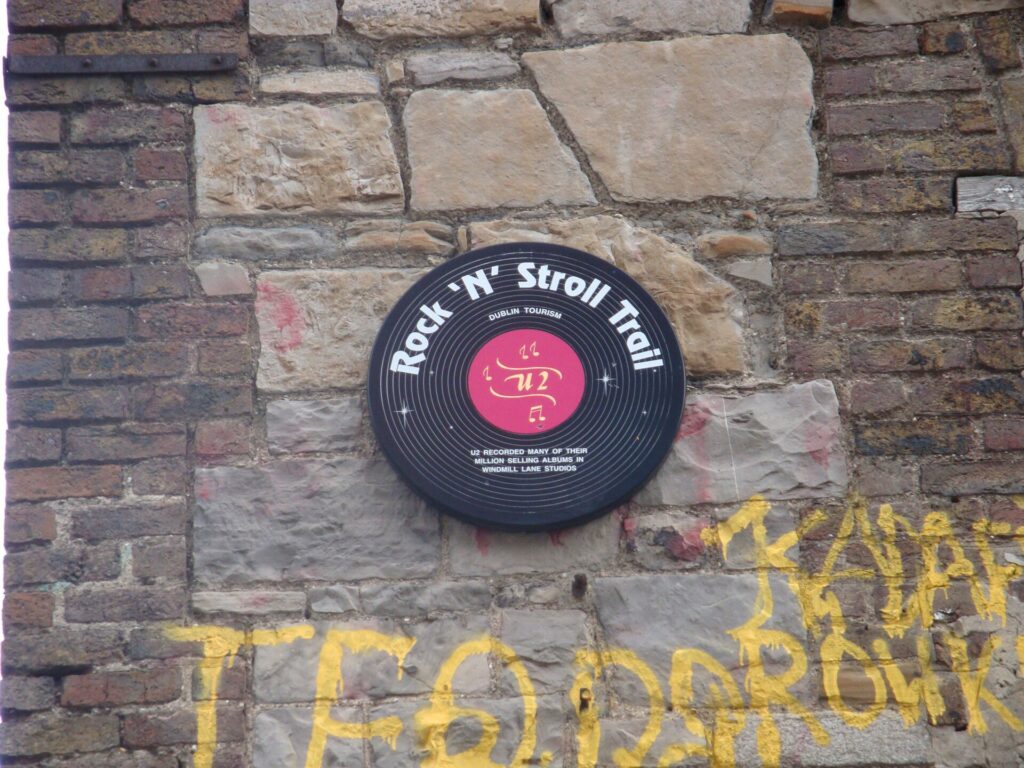 Rock 'N' Stroll Trail
DUBLIN TOURISM
U2
U2 RECORDED MANY OF THEIR
MILLION SELLING ALBUMS IN
WINDMILL LANE STUDIOS